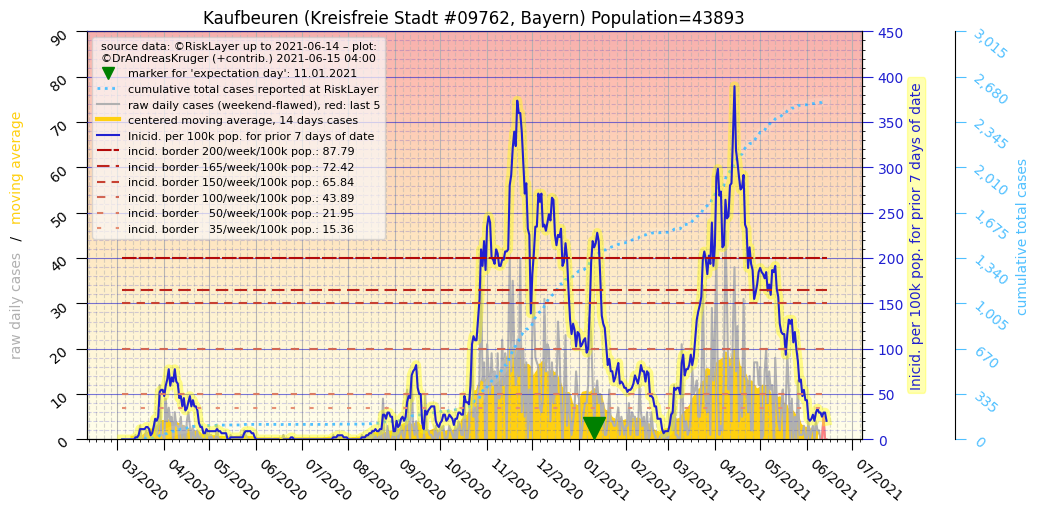 Kaufbeuren (Kreisfreie Stadt #09762, Bayern) Population=43893
source data: ©RiskLayer up to 2021-06-14 – plot:
©DrAndreasKruger (+contrib.) 2021-06-15 04:00
marker for 'expectation day': 11.01.2021
cumulative total cases reported at RiskLayer
raw daily cases (weekend-flawed), red: last 5
centered moving average, 14 days cases
Inicid. per 100k pop. for prior 7 days of date
incid. border 200/week/100k pop.: 87.79
incid. border 165/week/100k pop.: 72.42
incid. border 150/week/100k pop.: 65.84
incid. border 100/week/100k pop.: 43.89
incid. border   50/week/100k pop.: 21.95
incid. border   35/week/100k pop.: 15.36
raw daily cases   /   moving average
90
80
70
60
50
40
30
20
10
0
450
400
350
300
250
200
150
100
50
0
Inicid. per 100k pop. for prior 7 days of date
3,015
2,680
2,345
2,010
1,675
1,340
1,005
670
335
0
cumulative total cases
03/2020
04/2020
05/2020
06/2020
07/2020
08/2020
09/2020
10/2020
11/2020
12/2020
01/2021
02/2021
03/2021
04/2021
05/2021
06/2021
07/2021